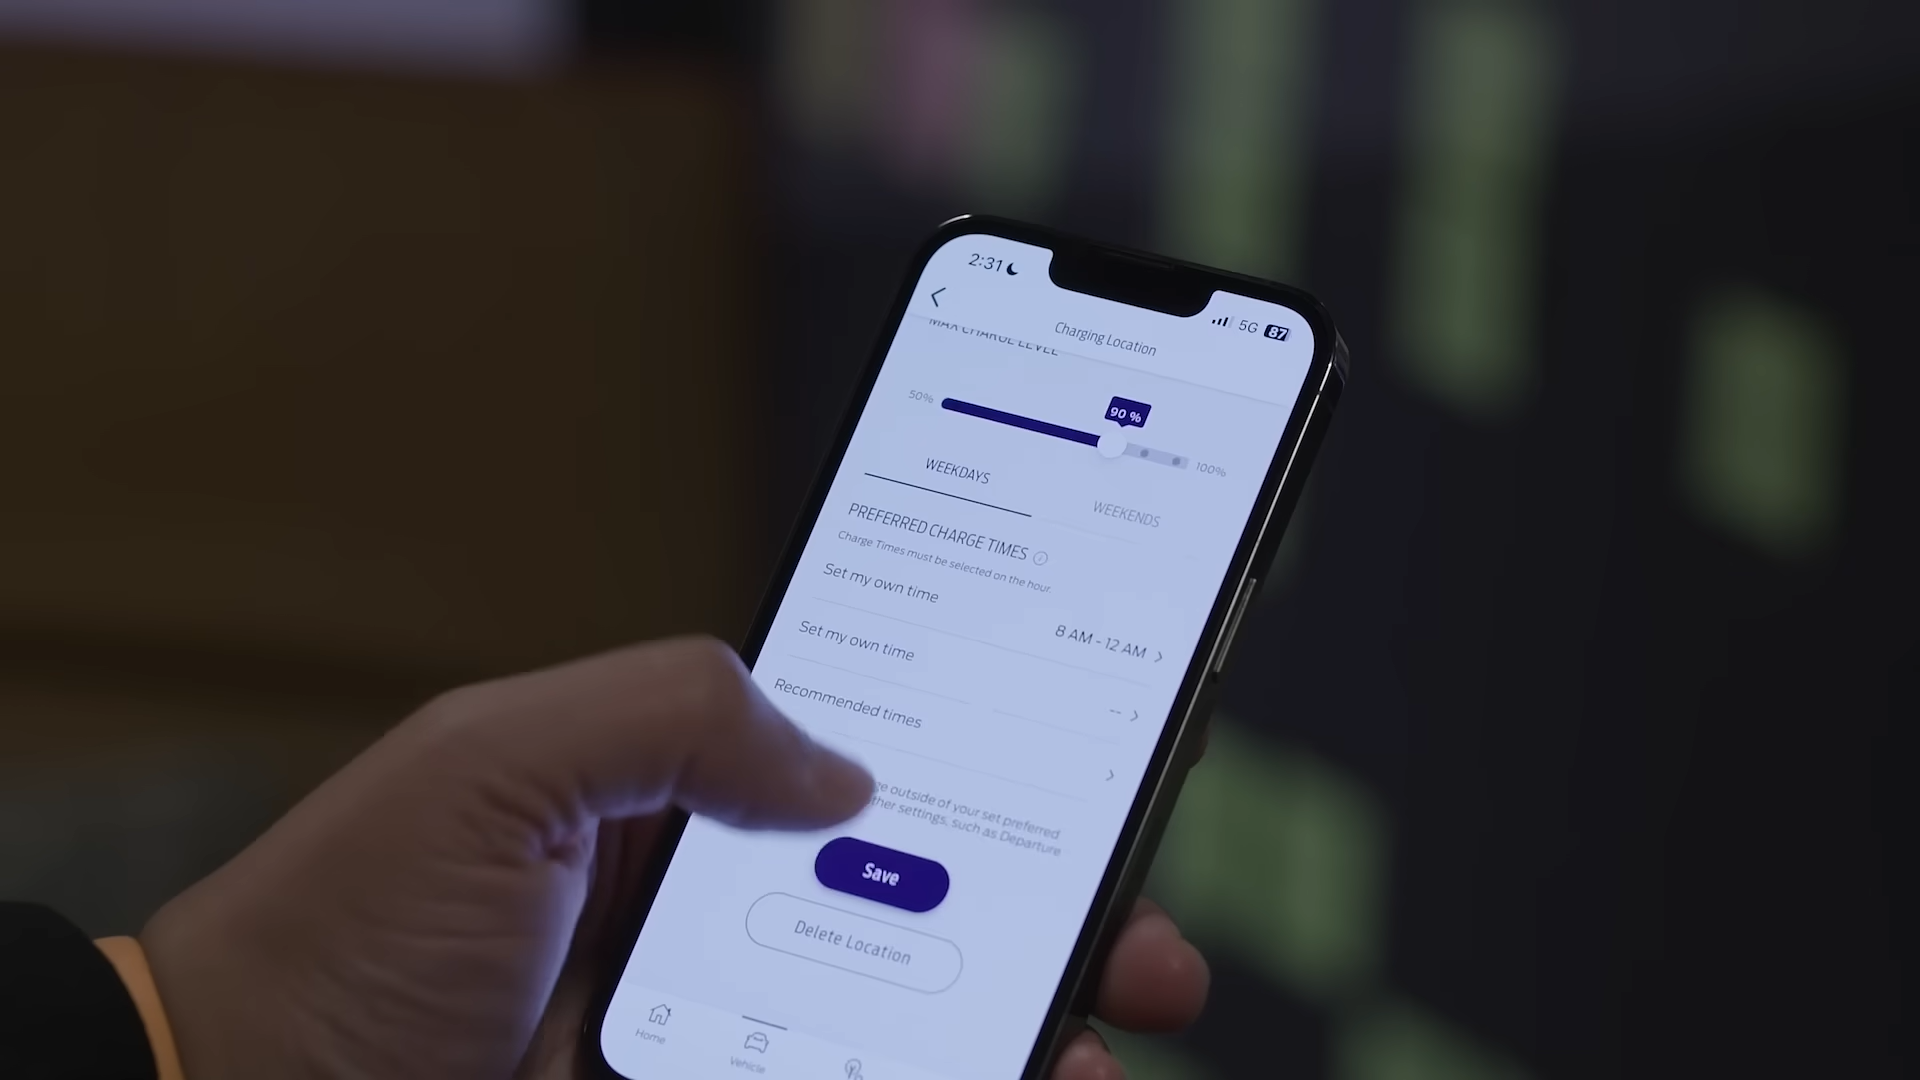 2:31
5G 87
Charging Location
MAX CHARGE LEVEL
90 %
50%
100%
WEEKDAYS
WEEKENDS
PREFERRED CHARGE TIMES
Charge Times must be selected on the hour.
Set my own time
8 AM - 12 AM
Set my own time
--
Recommended times
outside of your set preferred
settings, such as Departure
Save
Delete Location
Home
Vehicle